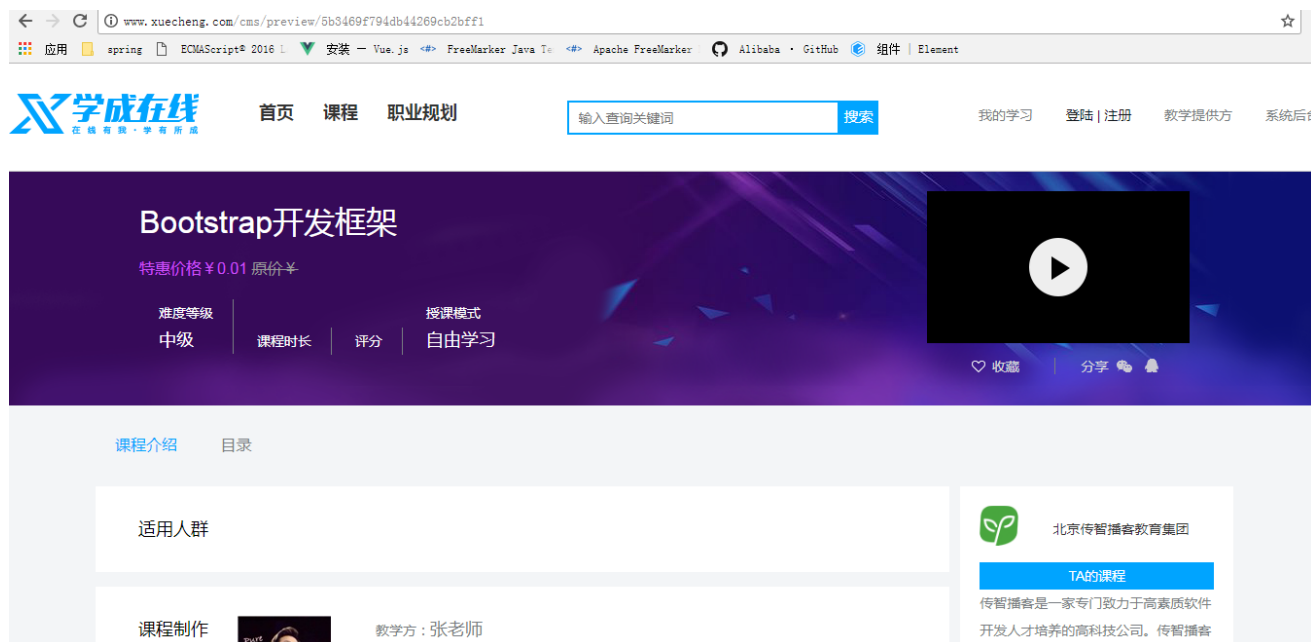 www.xuecheng.com/cms/preview/5b3469f794db44269cb2bff1
应用 spring ECMAScript® 2016 L 安装 — Vue.js FreeMarker Java Te Apache FreeMarker Alibaba · GitHub 组件 | Element
学成在线
在线有我·学有所成
首页 课程 职业规划
输入查询关键词 搜索
我的学习 登陆 | 注册 教学提供方 系统后台
Bootstrap开发框架
特惠价格￥0.01 原价￥
难度等级 授课模式
中级 课程时长 评分 自由学习
收藏 分享
课程介绍 目录
适用人群
北京传智播客教育集团
TA的课程
传智播客是一家专门致力于高素质软件
开发人才培养的高科技公司。传智播客
课程制作 Pure 教学方：张老师